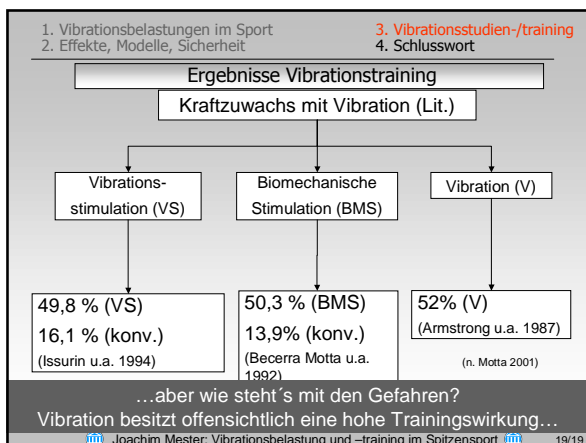 1. Vibrationsbelastungen im Sport
2. Effekte, Modelle, Sicherheit
3. Vibrationsstudien-/training
4. Schlusswort
Ergebnisse Vibrationstraining
Kraftzuwachs mit Vibration (Lit.)
Vibrations-
stimulation (VS)
Biomechanische
Stimulation (BMS)
Vibration (V)
49,8 % (VS)
16,1 % (konv.)
(Issurin u.a. 1994)
50,3 % (BMS)
13,9% (konv.)
(Becerra Motta u.a.
1992)
52% (V)
(Armstrong u.a. 1987)
(n. Motta 2001)
…aber wie steht´s mit den Gefahren?
Vibration besitzt offensichtlich eine hohe Trainingswirkung…
Joachim Mester: Vibrationsbelastung und –training im Spitzensport
19/19